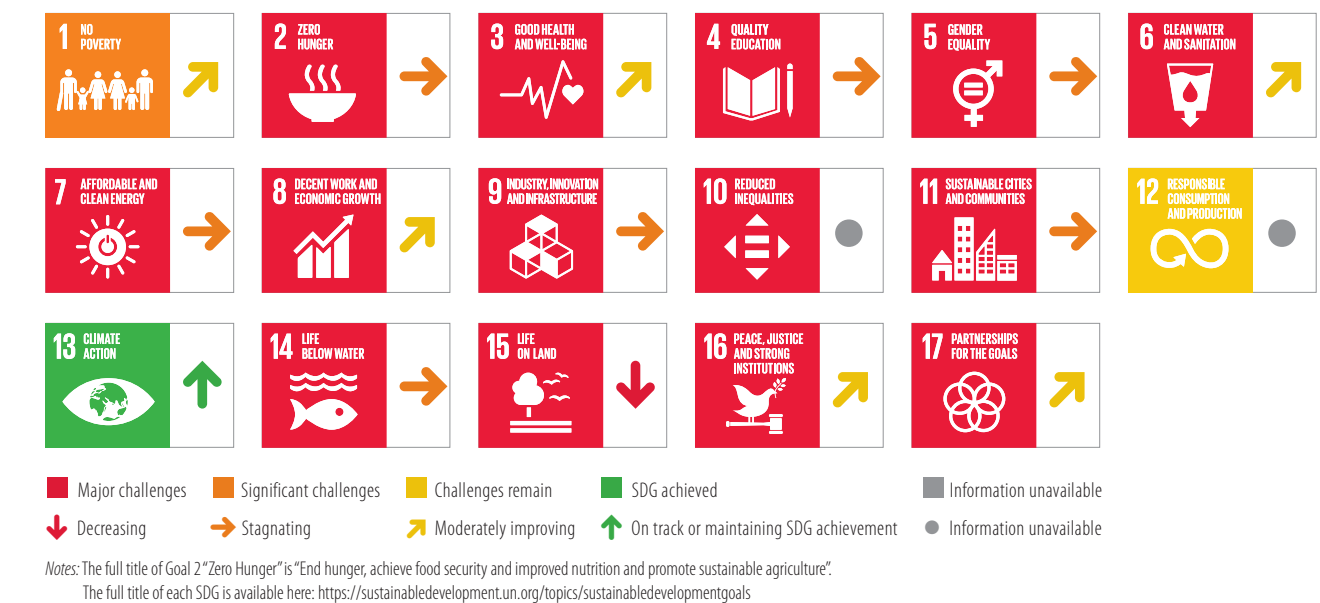 1 NO POVERTY
2 ZERO HUNGER
3 GOOD HEALTH AND WELL-BEING
4 QUALITY EDUCATION
5 GENDER EQUALITY
6 CLEAN WATER AND SANITATION
7 AFFORDABLE AND CLEAN ENERGY
8 DECENT WORK AND ECONOMIC GROWTH
9 INDUSTRY, INNOVATION AND INFRASTRUCTURE
10 REDUCED INEQUALITIES
11 SUSTAINABLE CITIES AND COMMUNITIES
12 RESPONSIBLE CONSUMPTION AND PRODUCTION
13 CLIMATE ACTION
14 LIFE BELOW WATER
15 LIFE ON LAND
16 PEACE, JUSTICE AND STRONG INSTITUTIONS
17 PARTNERSHIPS FOR THE GOALS
Major challenges Significant challenges Challenges remain SDG achieved Information unavailable
Decreasing Stagnating Moderately improving On track or maintaining SDG achievement Information unavailable
Notes: The full title of Goal 2 “Zero Hunger” is “End hunger, achieve food security and improved nutrition and promote sustainable agriculture”.
The full title of each SDG is available here: https://sustainabledevelopment.un.org/topics/sustainabledevelopmentgoals